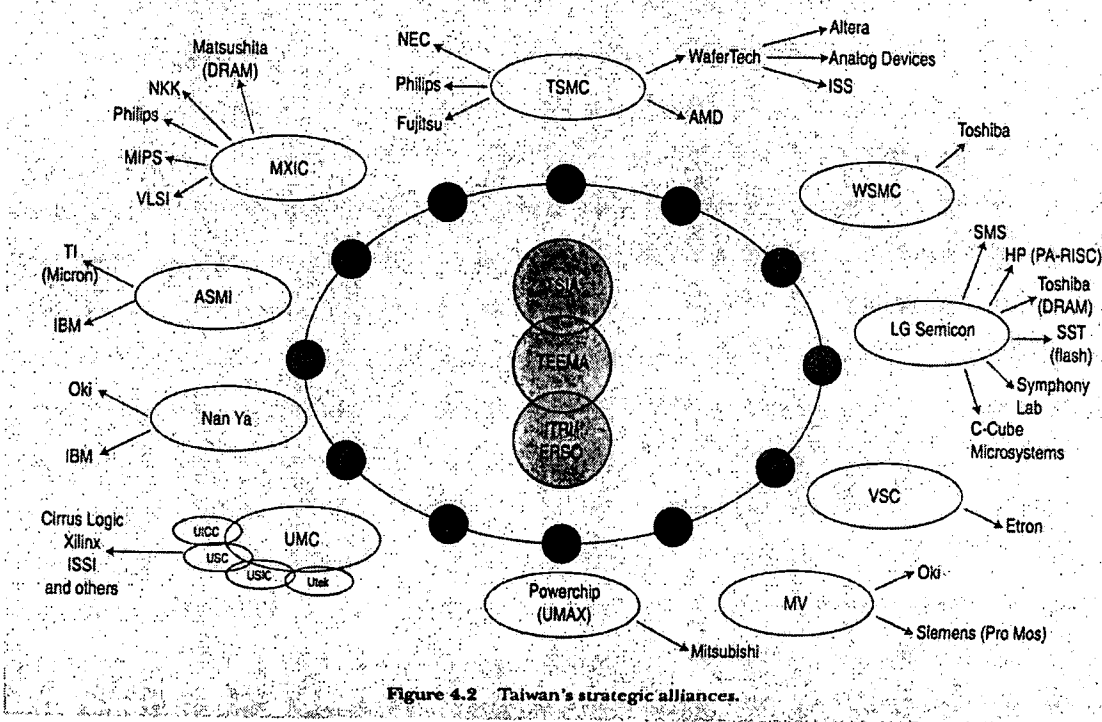 NEC
Philips
Fujitsu
TSMC
WaferTech
Altera
Analog Devices
ISS
AMD
Matsushita
(DRAM)
NKK
Philips
MIPS
VLSI
MXIC
Toshiba
WSMC
SMS
HP (PA-RISC)
Toshiba
(DRAM)
SST
(flash)
Symphony
Lab
C-Cube
Microsystems
LG Semicon
TI
(Micron)
IBM
ASMI
TSIA
TEEMA
ITRI/
ERSO
Oki
IBM
Nan Ya
VSC
Etron
Cirrus Logic
Xilinx
ISSI
and others
UICC
USC
USIC
Utek
UMC
Powerchip
(UMAX)
Mitsubishi
MV
Oki
Siemens (Pro Mos)
Figure 4.2 Taiwan's strategic alliances.